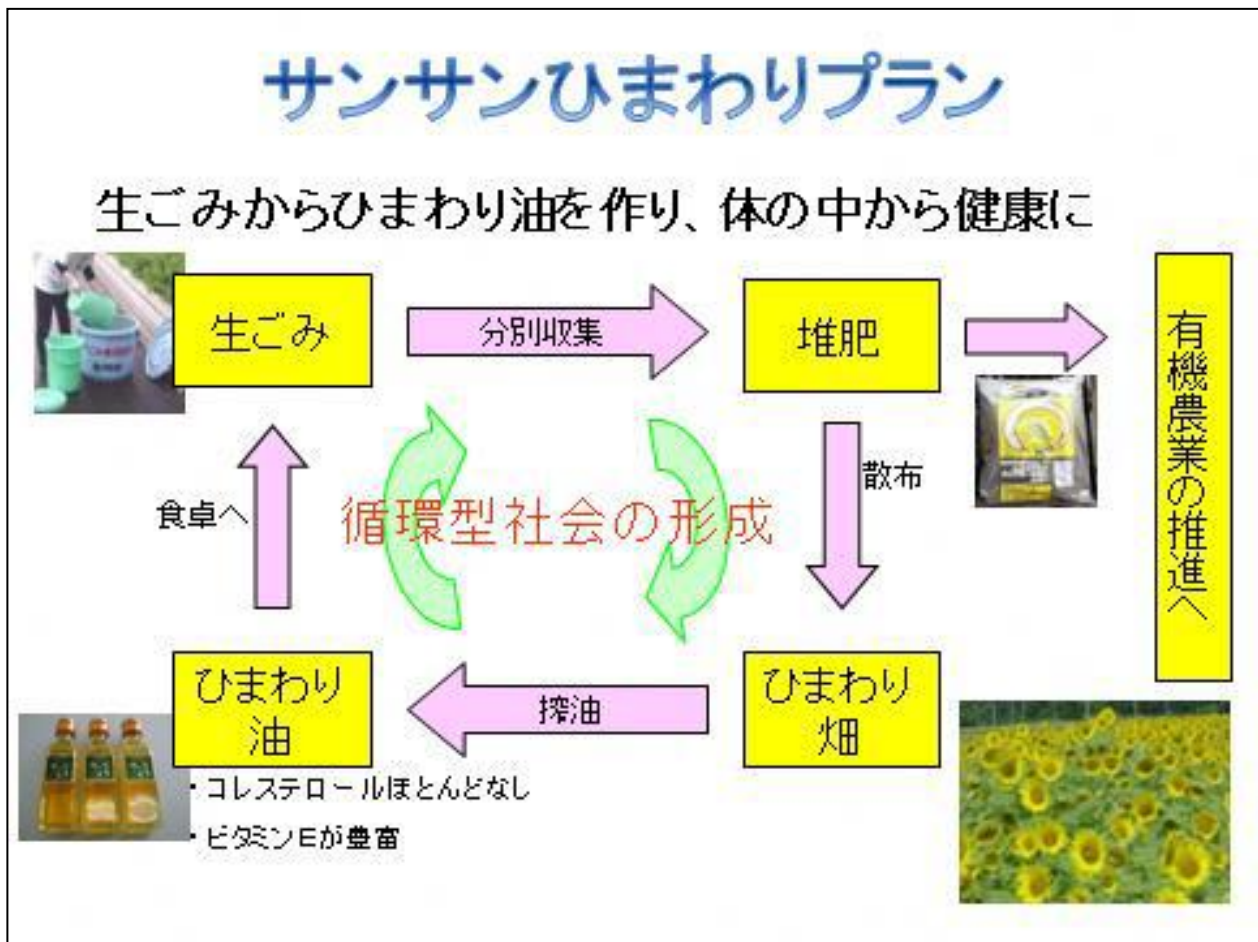 サンサンひまわりプラン
生ごみからひまわり油を作り、体の中から健康に
生ごみ
分別収集
堆肥
有機農業の推進へ
散布
食卓へ
循環型社会の形成
ひまわり
油
搾油
ひまわり
畑
・コレステロールほとんどなし
・ビタミンEが豊富